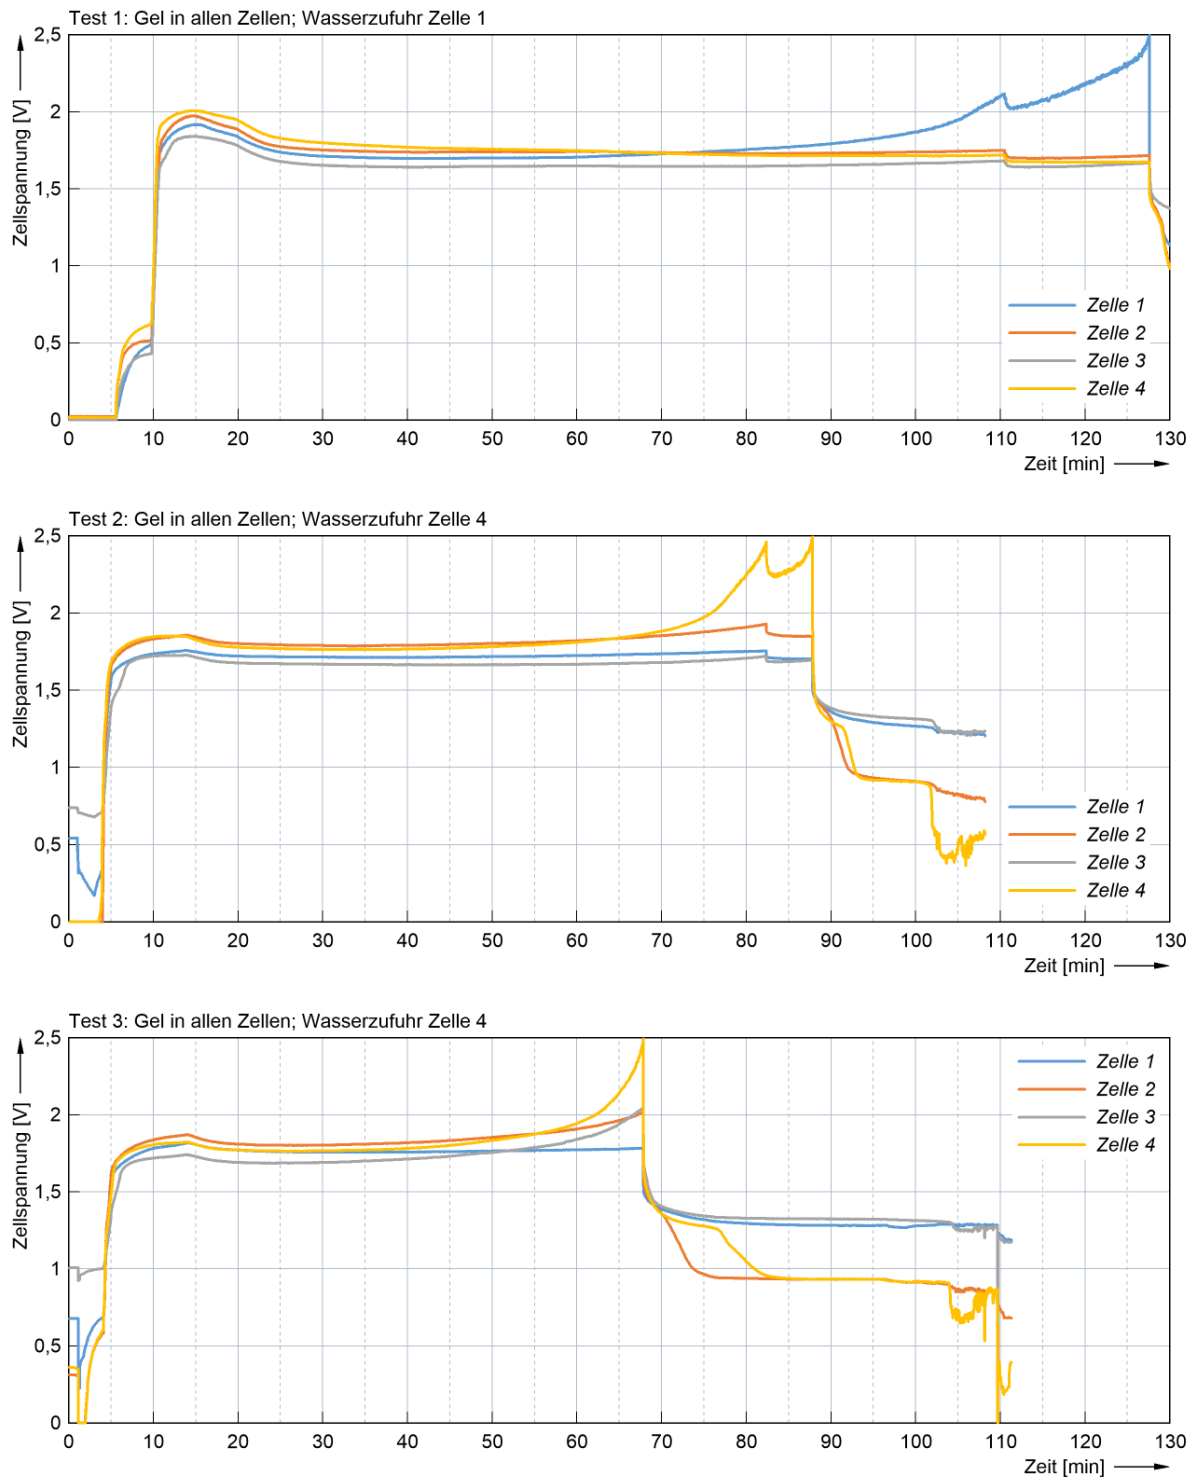 Test 1: Gel in allen Zellen; Wasserzufuhr Zelle 1
Zellspannung [V]
2,5
2
1,5
1
0,5
0
0 10 20 30 40 50 60 70 80 90 100 110 120 130
Zeit [min]
Zelle 1
Zelle 2
Zelle 3
Zelle 4
Test 2: Gel in allen Zellen; Wasserzufuhr Zelle 4
Zellspannung [V]
2,5
2
1,5
1
0,5
0
0 10 20 30 40 50 60 70 80 90 100 110 120 130
Zeit [min]
Zelle 1
Zelle 2
Zelle 3
Zelle 4
Test 3: Gel in allen Zellen; Wasserzufuhr Zelle 4
Zellspannung [V]
2,5
2
1,5
1
0,5
0
0 10 20 30 40 50 60 70 80 90 100 110 120 130
Zeit [min]
Zelle 1
Zelle 2
Zelle 3
Zelle 4